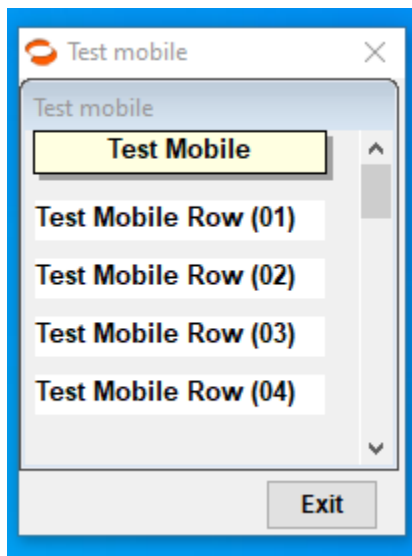 Test mobile
Test mobile
Test Mobile
Test Mobile Row (01)
Test Mobile Row (02)
Test Mobile Row (03)
Test Mobile Row (04)
Exit